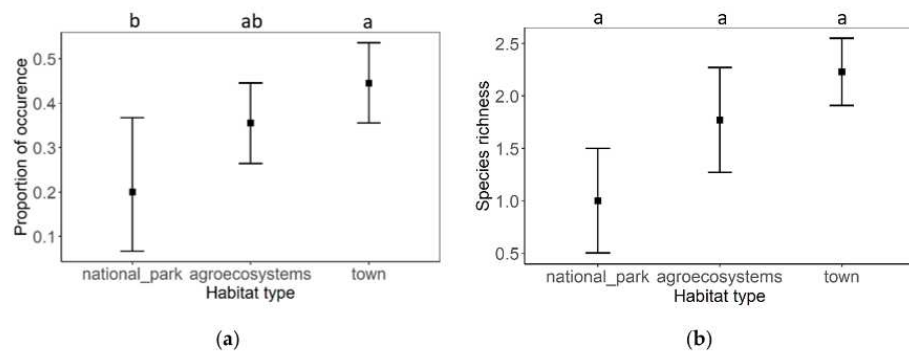 b ab a
0.5
0.4
0.3
0.2
0.1
Proportion of occurence
national_park agroecosystems town
Habitat type
(a)
a a a
2.5
2.0
1.5
1.0
0.5
Species richness
national_park agroecosystems town
Habitat type
(b)